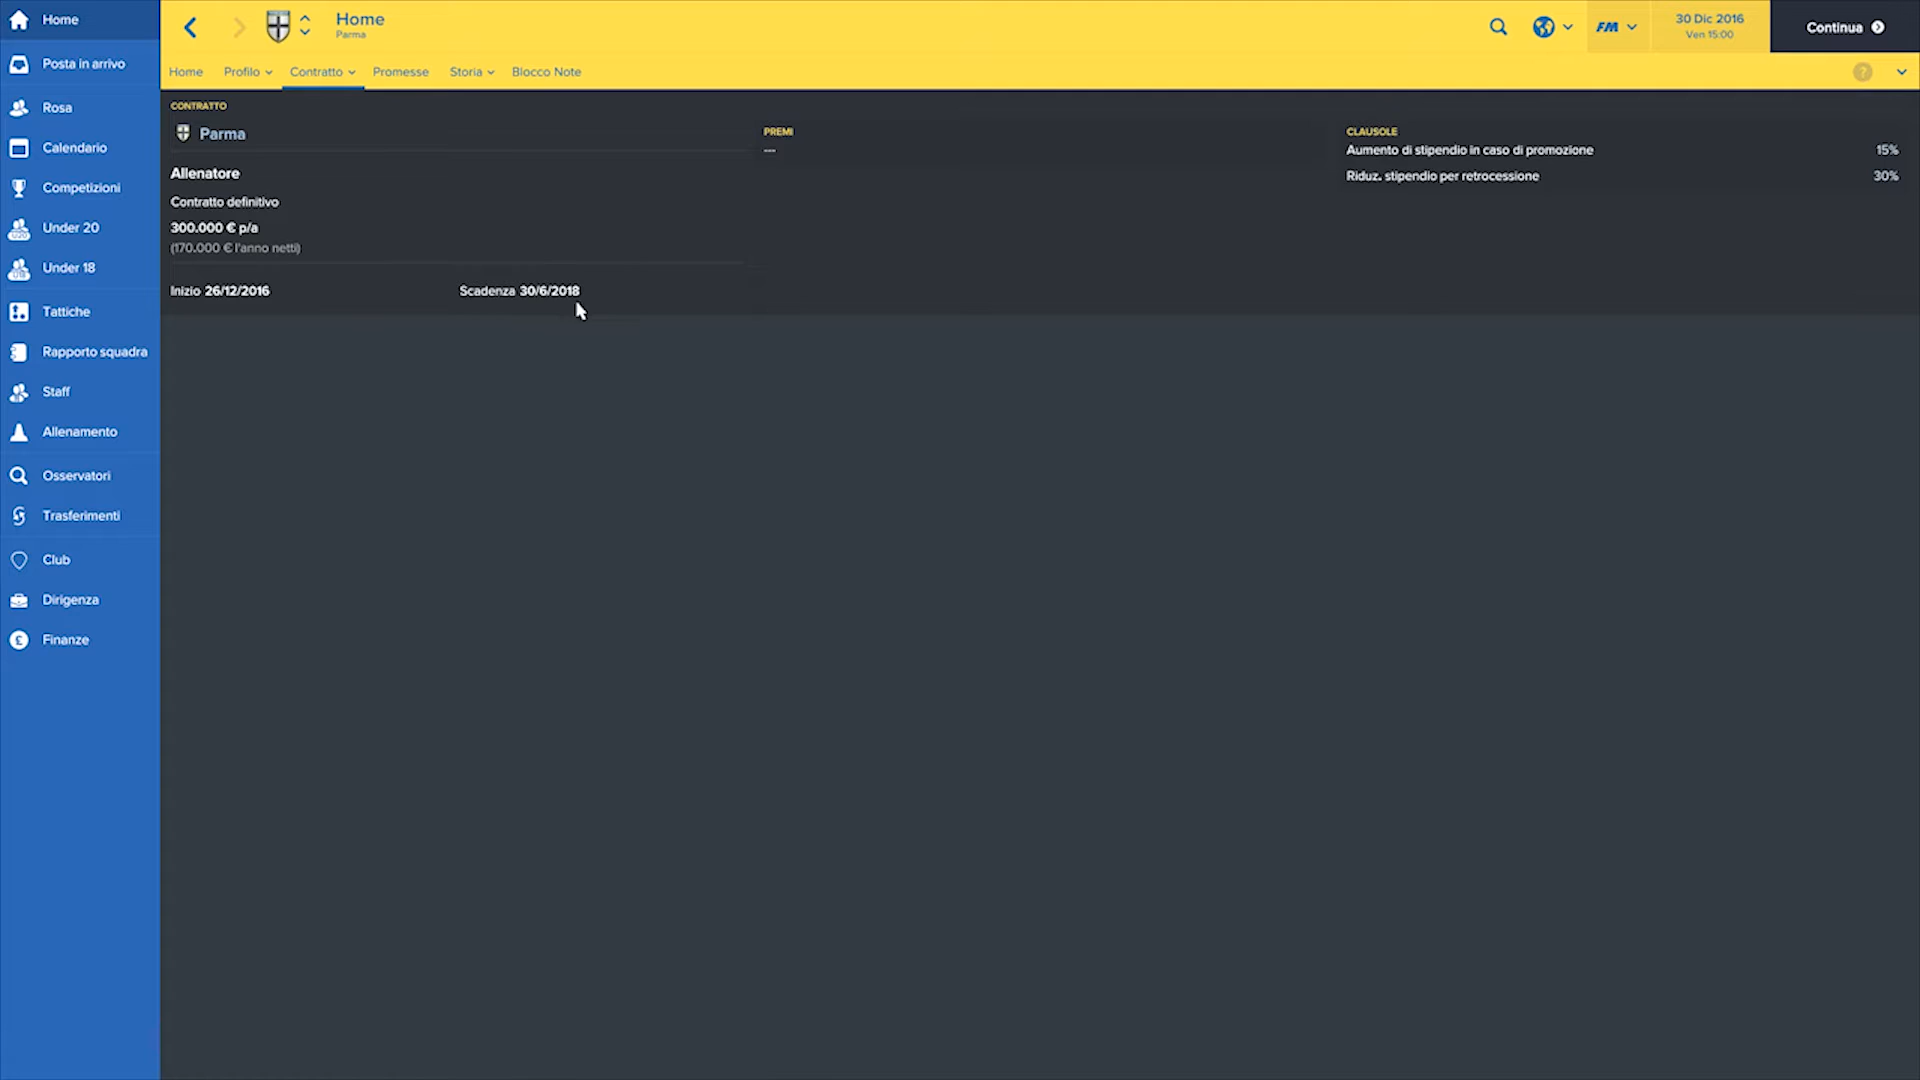 Home
Posta in arrivo
Rosa
Calendario
Competizioni
Under 20
Under 18
Tattiche
Rapporto squadra
Staff
Allenamento
Osservatori
Trasferimenti
Club
Dirigenza
Finanze
Home
Parma
FM
30 Dic 2016
Ven 15:00
Continua
Home Profilo Contratto Promesse Storia Blocco Note
?
CONTRATTO
Parma
Allenatore
Contratto definitivo
300.000 € p/a
(170.000 € l'anno netti)
Inizio 26/12/2016 Scadenza 30/6/2018
PREMI
---
CLAUSOLE
Aumento di stipendio in caso di promozione 15%
Riduz. stipendio per retrocessione 30%